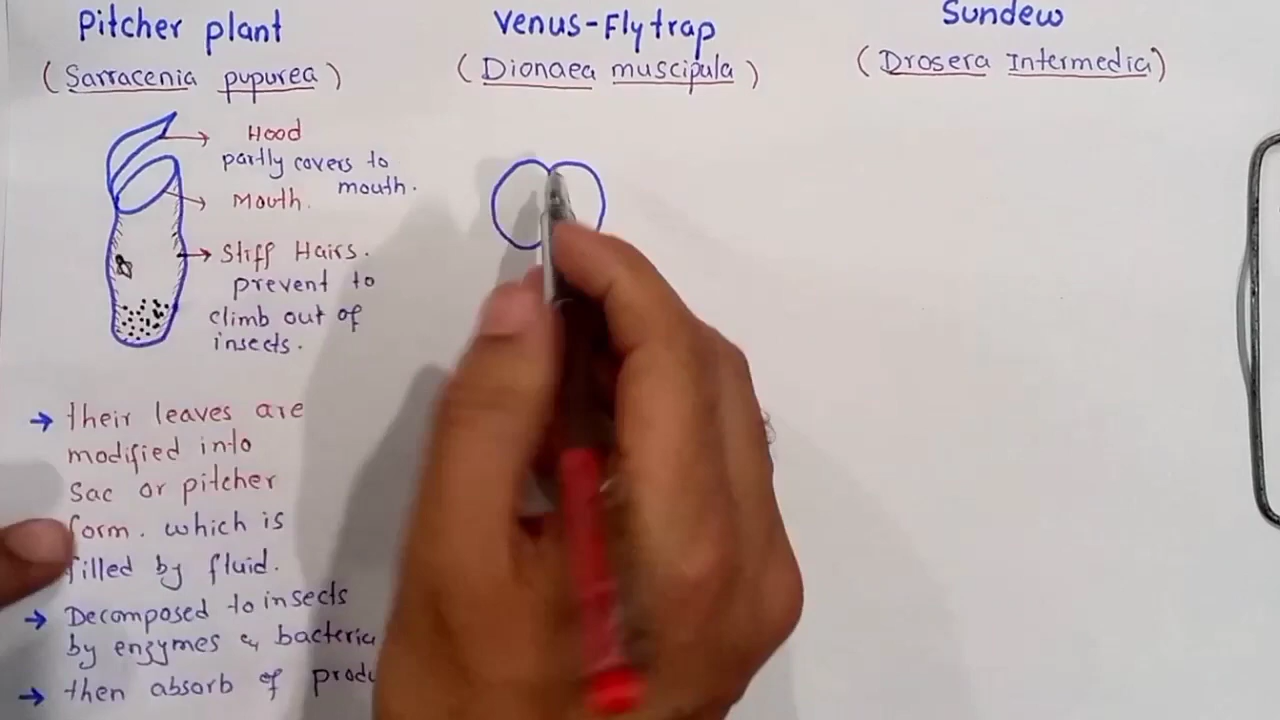 Pitcher plant
(Sarracenia pupurea)
Hood
partly covers to
mouth.
Mouth.
Stiff Hairs.
prevent to
climb out of
insects.
→ their leaves are
modified into
Sac or pitcher
form. which is
filled by fluid.
→ Decomposed to insects
by enzymes & bacteria
→ then absorb of
Venus-Flytrap
(Dionaea muscipula)
Sundew
(Drosera Intermedia)